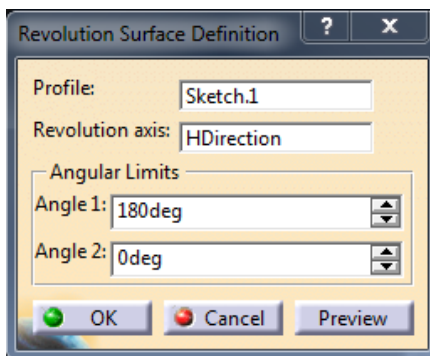 Revolution Surface Definition ? x
Profile: Sketch.1
Revolution axis: HDirection
Angular Limits
Angle 1: 180deg
Angle 2: 0deg
OK Cancel Preview